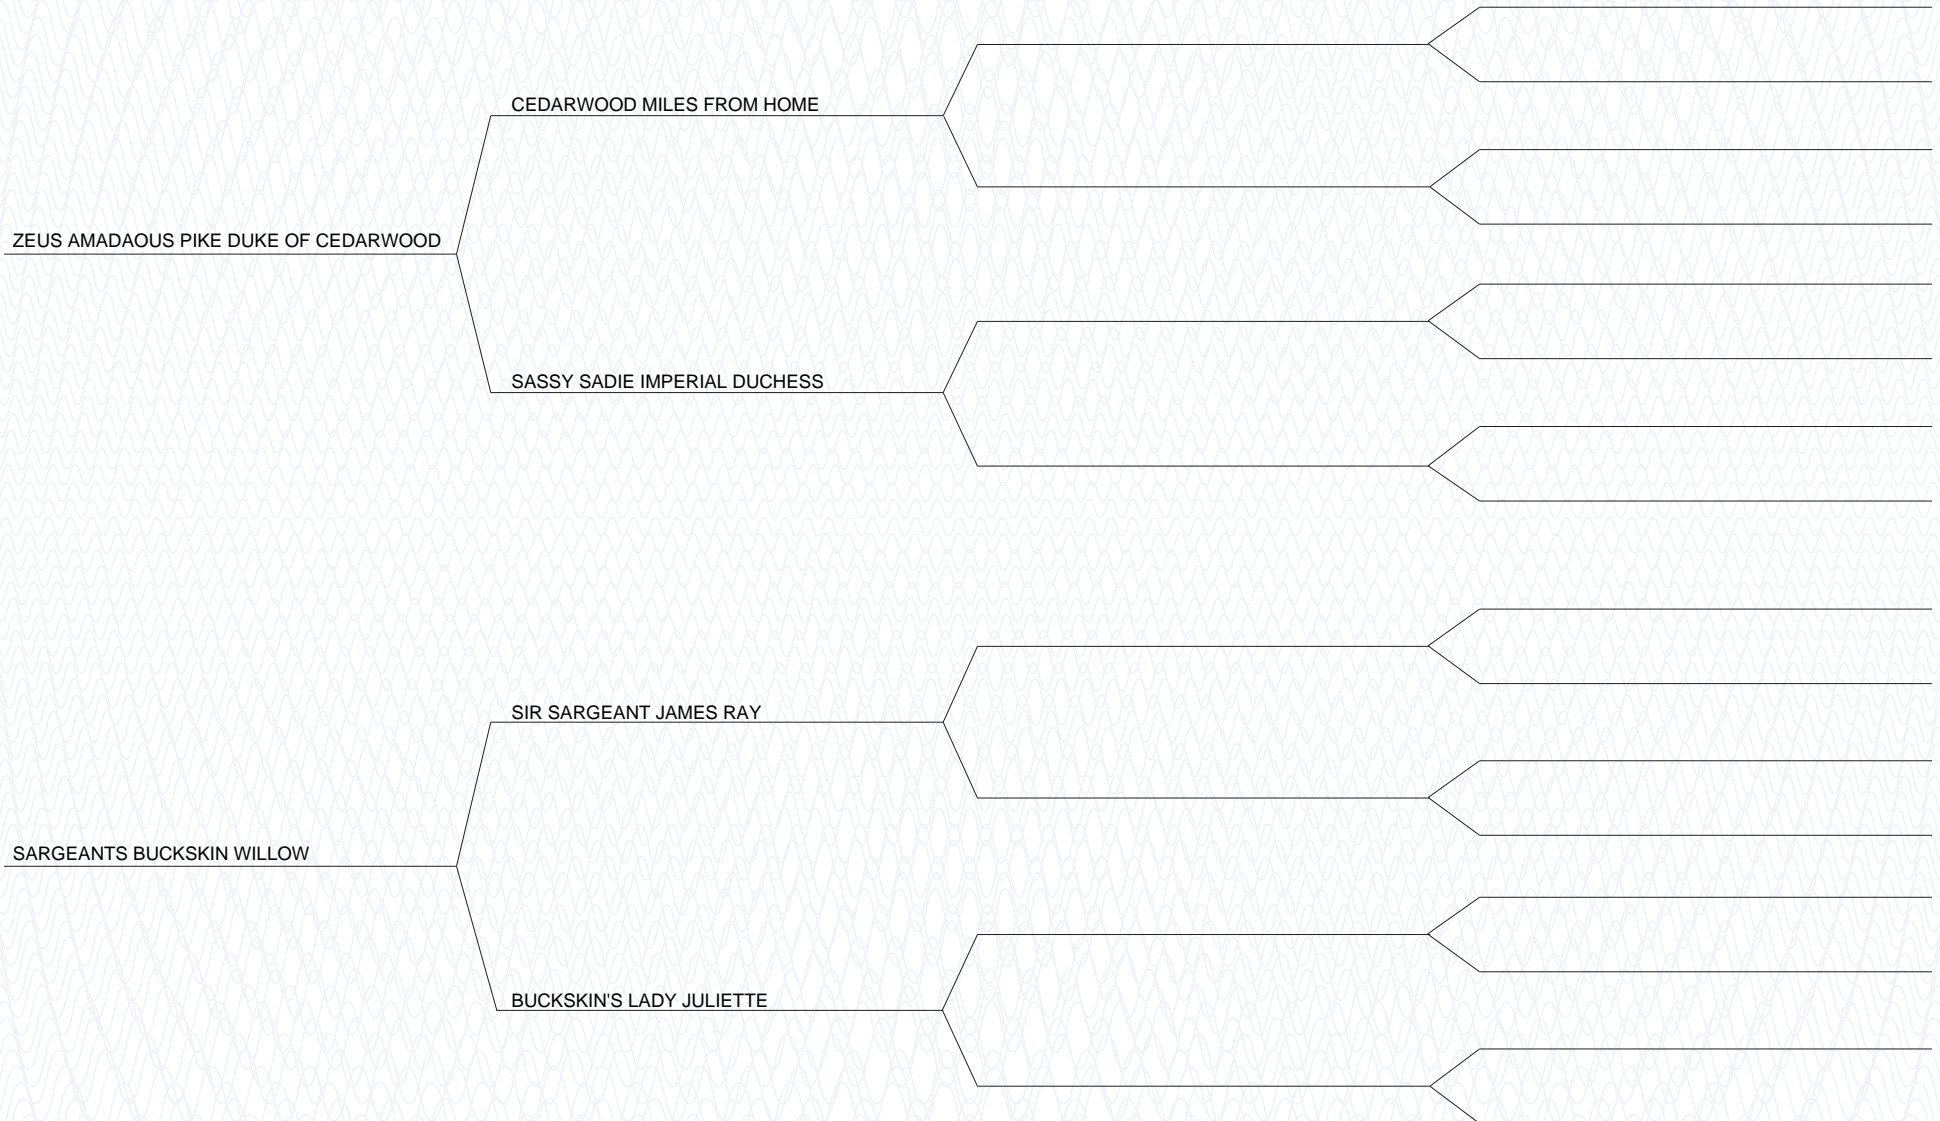 CEDARWOOD MILES FROM HOME
ZEUS AMADAOUS PIKE DUKE OF CEDARWOOD
SASSY SADIE IMPERIAL DUCHESS
SIR SARGEANT JAMES RAY
SARGEANTS BUCKSKIN WILLOW
BUCKSKIN'S LADY JULIETTE